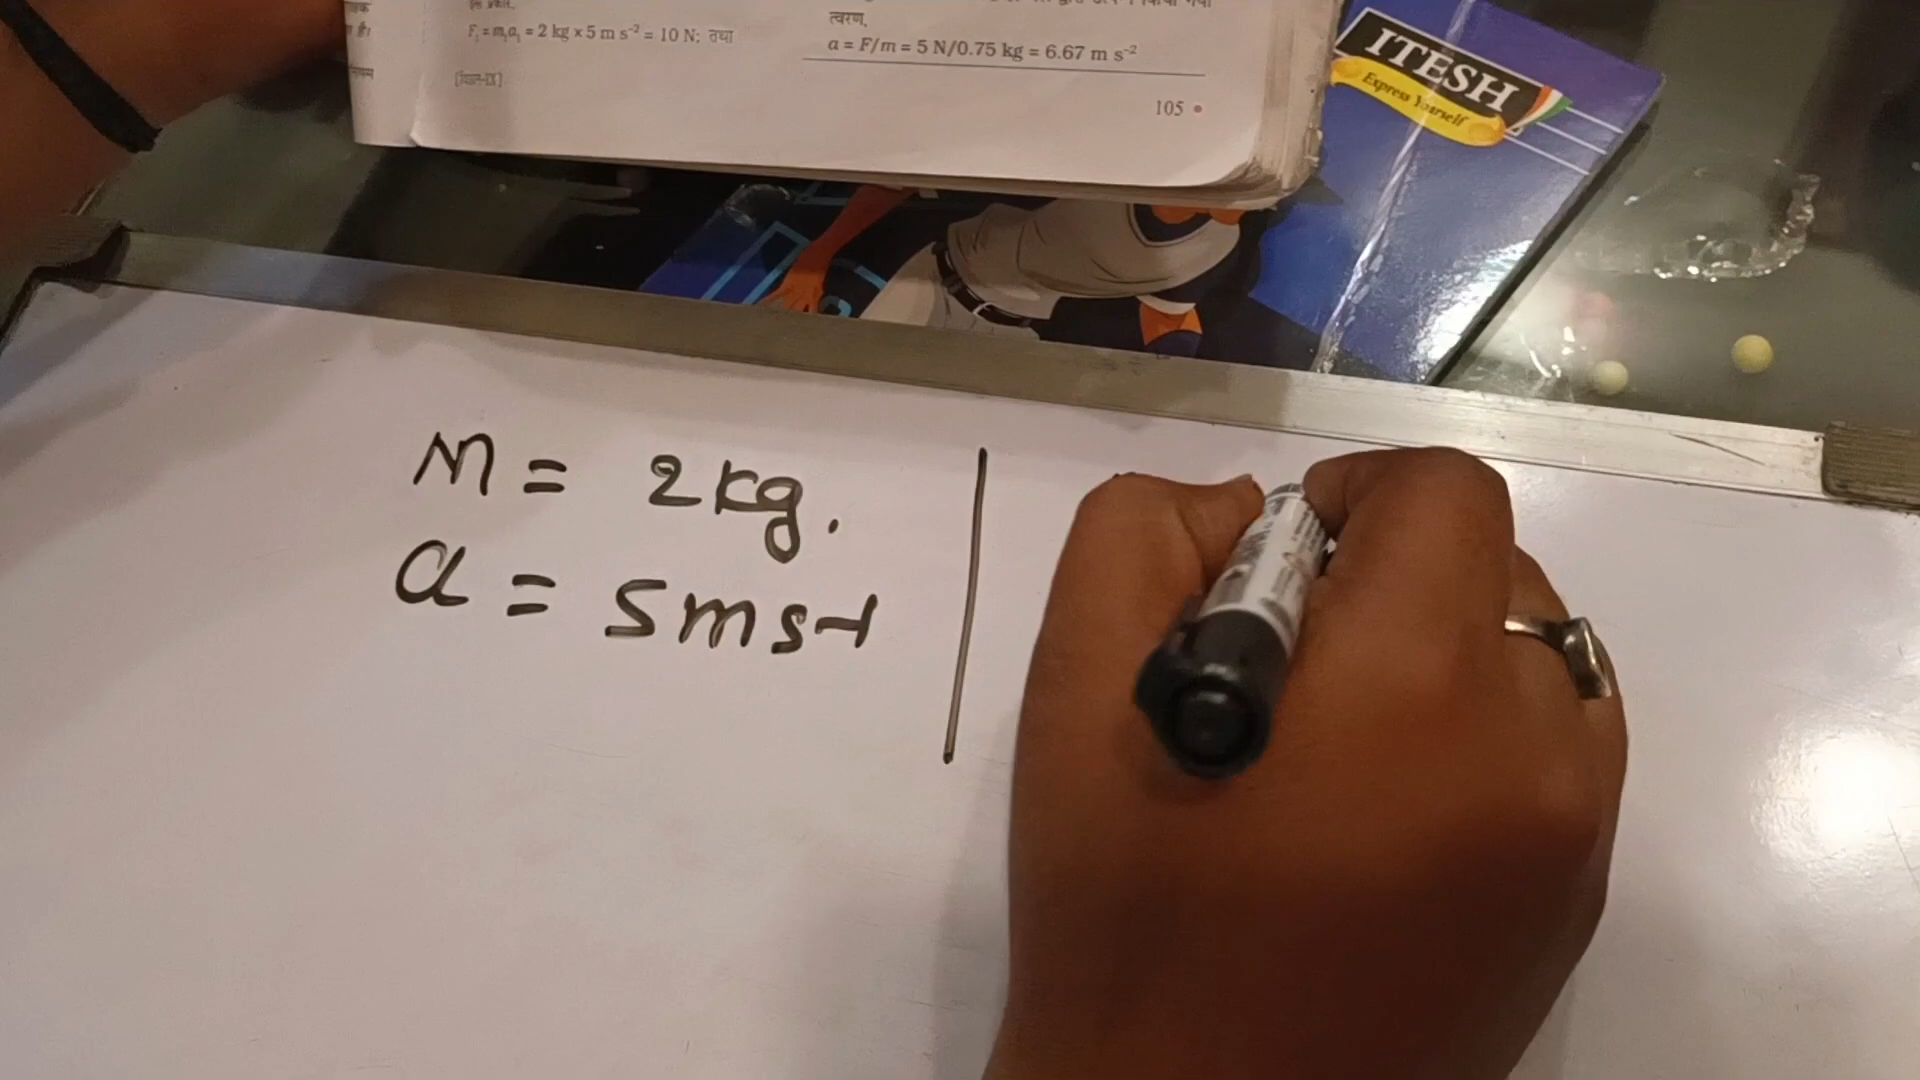 F₁ = m₁a₁ = 2 kg × 5 m s⁻² = 10 N; तथा
त्वरण,
a = F/m = 5 N/0.75 kg = 6.67 m s⁻²
105
ITESH
Express Yourself
m = 2kg.
a = 5ms-1